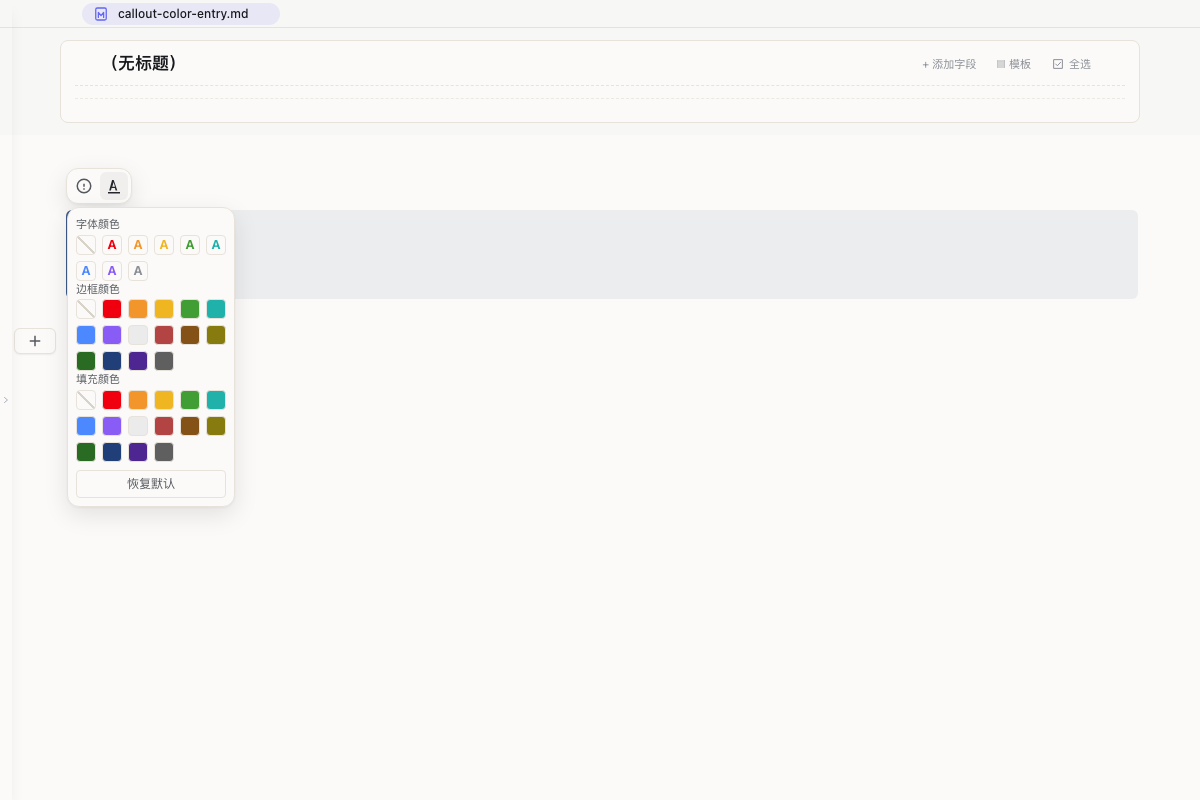 callout-color-entry.md
(无标题)
+ 添加字段 模板 全选
A
字体颜色
A A A A A
A A A
边框颜色
填充颜色
恢复默认